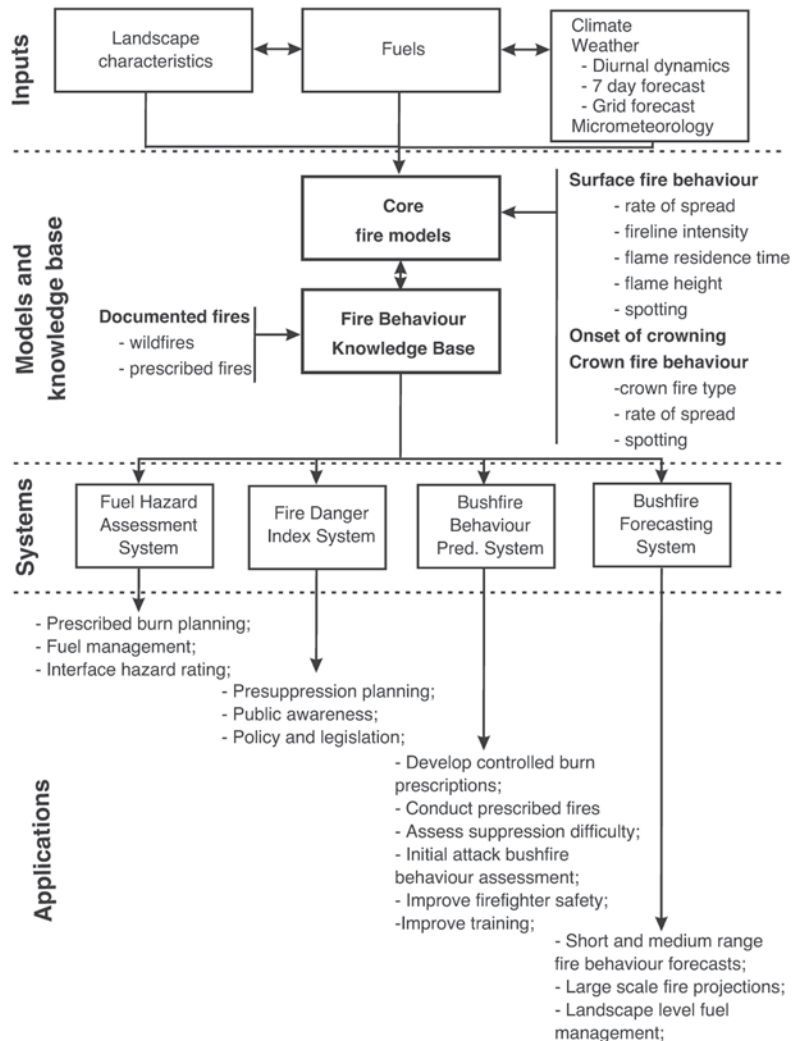 Inputs
Landscape
characteristics
Fuels
Climate
Weather
- Diurnal dynamics
- 7 day forecast
- Grid forecast
Micrometeorology
Models and
knowledge base
Core
fire models
Surface fire behaviour
- rate of spread
- fireline intensity
- flame residence time
- flame height
- spotting
Onset of crowning
Crown fire behaviour
-crown fire type
- rate of spread
- spotting
Documented fires
- wildfires
- prescribed fires
Fire Behaviour
Knowledge Base
Systems
Fuel Hazard
Assessment
System
Fire Danger
Index System
Bushfire
Behaviour
Pred. System
Bushfire
Forecasting
System
Applications
- Prescribed burn planning;
- Fuel management;
- Interface hazard rating;
- Presuppression planning;
- Public awareness;
- Policy and legislation;
- Develop controlled burn
prescriptions;
- Conduct prescribed fires
- Assess suppression difficulty;
- Initial attack bushfire
behaviour assessment;
- Improve firefighter safety;
-Improve training;
- Short and medium range
fire behaviour forecasts;
- Large scale fire projections;
- Landscape level fuel
management;